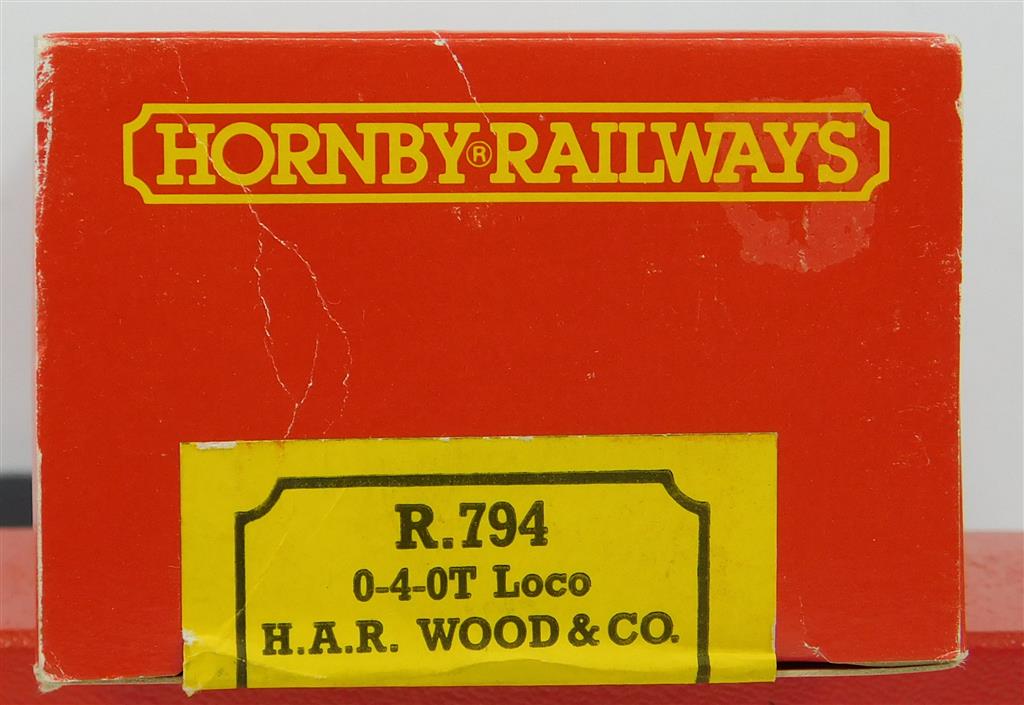 HORNBY®RAILWAYS
R.794
0-4-0T Loco
H.A.R. WOOD & CO.